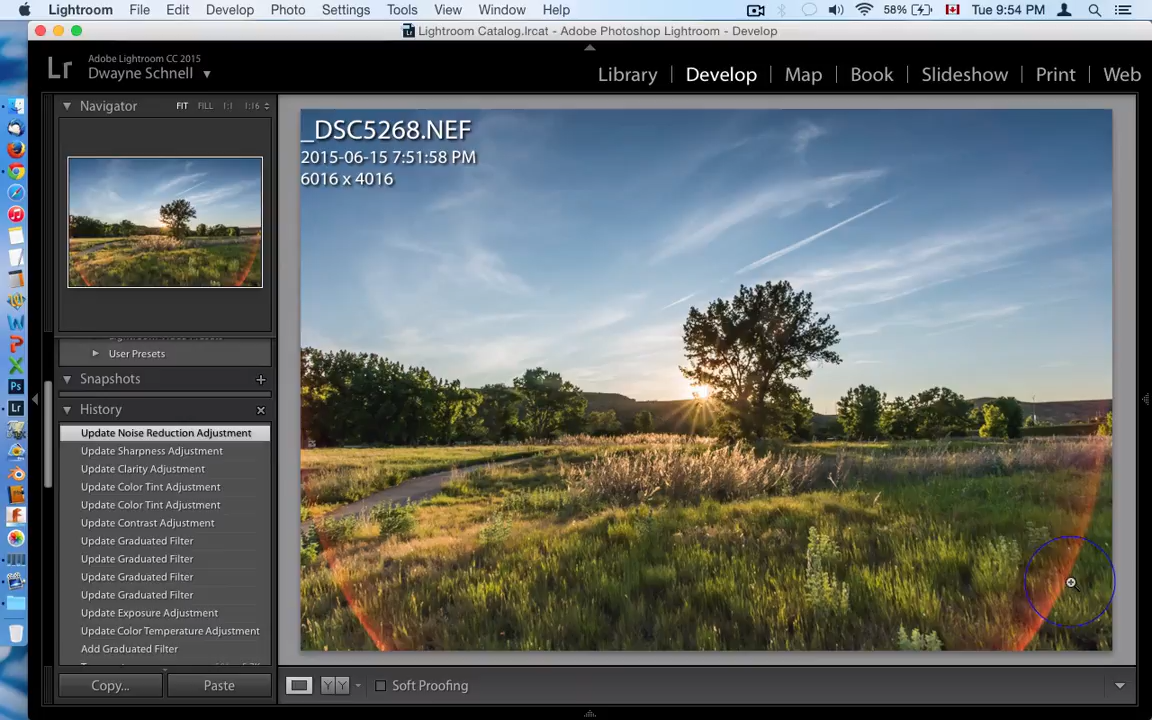 Lightroom File Edit Develop Photo Settings Tools View Window Help 58% Tue 9:54 PM
Lightroom Catalog.lrcat - Adobe Photoshop Lightroom - Develop
Lr Adobe Lightroom CC 2015
Dwayne Schnell
Library Develop Map Book Slideshow Print Web
Navigator FIT FILL 1:1 1:16
_DSC5268.NEF
2015-06-15 7:51:58 PM
6016 x 4016
User Presets
Snapshots
History
Update Noise Reduction Adjustment
Update Sharpness Adjustment
Update Clarity Adjustment
Update Color Tint Adjustment
Update Color Tint Adjustment
Update Contrast Adjustment
Update Graduated Filter
Update Graduated Filter
Update Graduated Filter
Update Graduated Filter
Update Exposure Adjustment
Update Color Temperature Adjustment
Add Graduated Filter
Copy... Paste
Y Y Soft Proofing
Ps
Lr